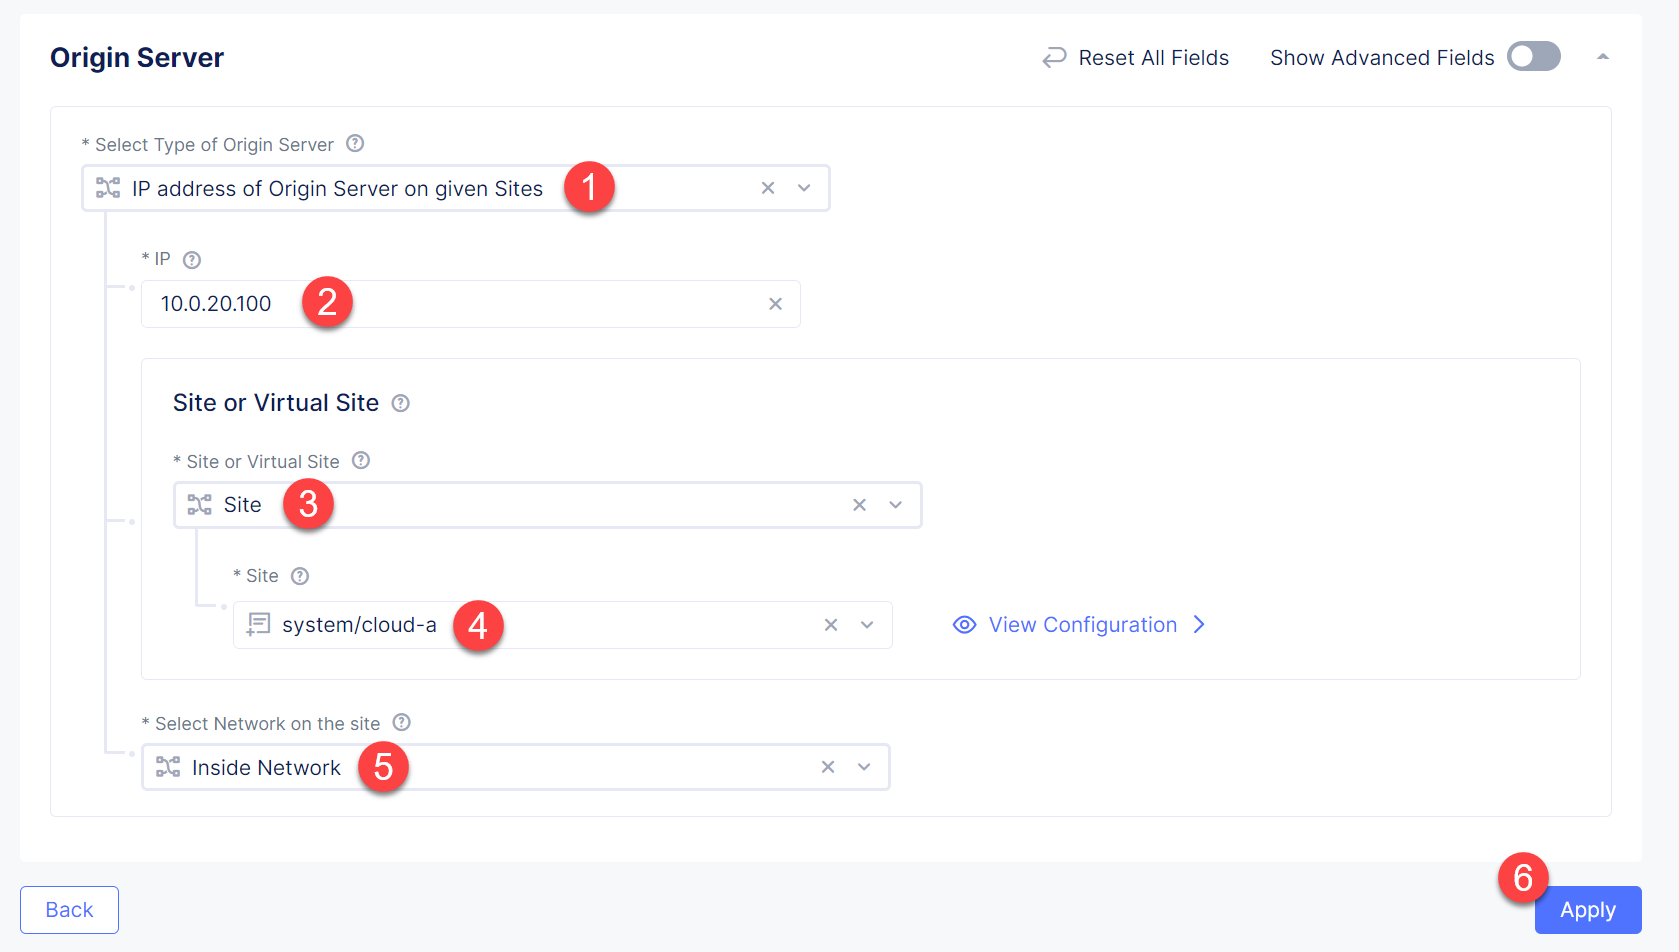 Origin Server
Reset All Fields
Show Advanced Fields
* Select Type of Origin Server ?
IP address of Origin Server on given Sites 1
* IP ?
10.0.20.100 2
Site or Virtual Site ?
* Site or Virtual Site ?
Site 3
* Site ?
system/cloud-a 4
View Configuration
* Select Network on the site ?
Inside Network 5
6
Back
Apply